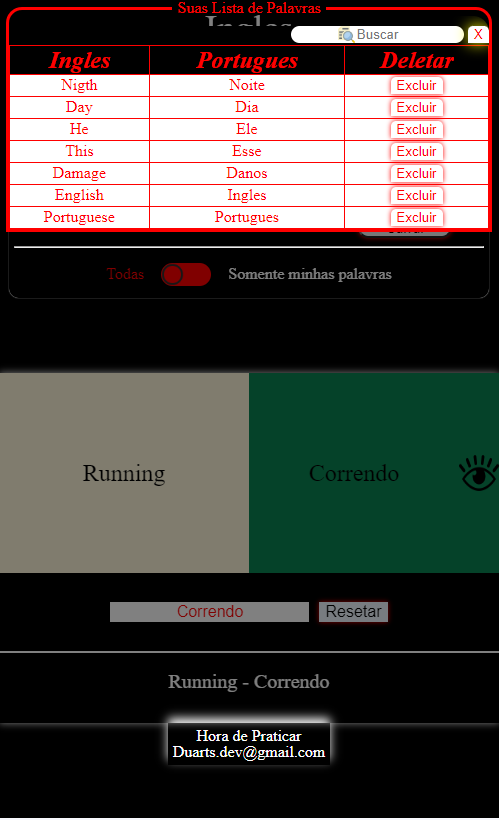 Suas Lista de Palavras
Ingles
Buscar X
Ingles Portugues Deletar
Nigth Noite Excluir
Day Dia Excluir
He Ele Excluir
This Esse Excluir
Damage Danos Excluir
English Ingles Excluir
Portuguese Portugues Excluir
Todas Somente minhas palavras
Running Correndo
Correndo Resetar
Running - Correndo
Hora de Praticar
Duarts.dev@gmail.com